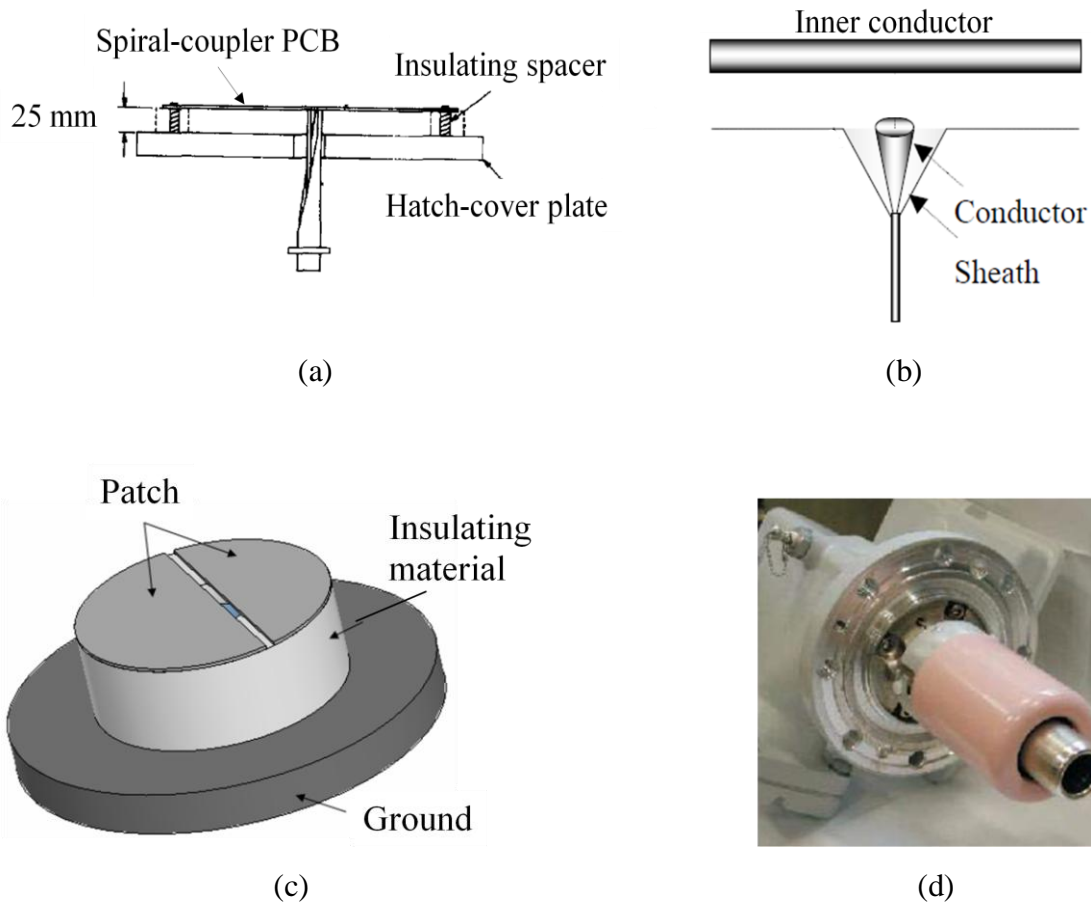 Spiral-coupler PCB
Insulating spacer
25 mm
Hatch-cover plate
(a)
Inner conductor
Conductor
Sheath
(b)
Patch
Insulating
material
Ground
(c)
(d)